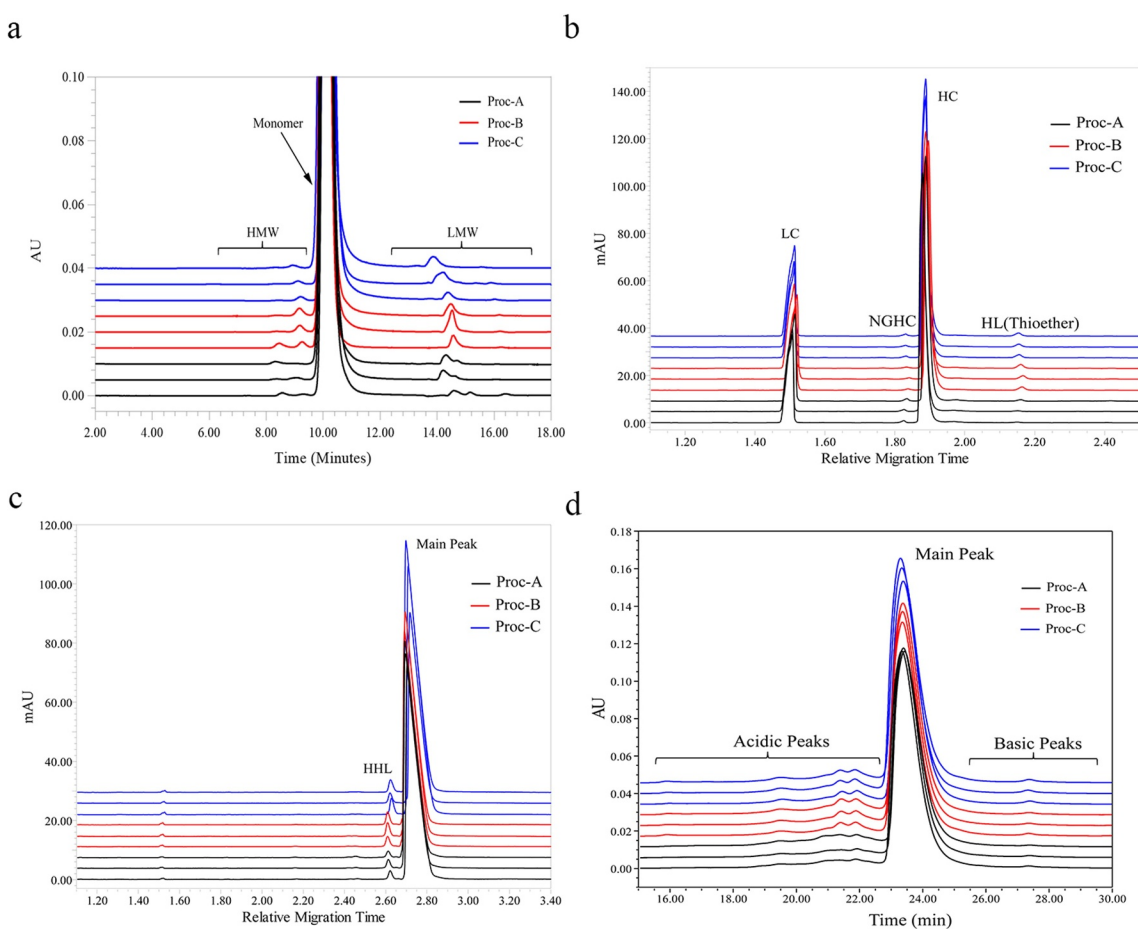 a
0.10
0.08
0.06
0.04
0.02
0.00
AU
Proc-A
Proc-B
Proc-C
Monomer
HMW
LMW
2.00 4.00 6.00 8.00 10.00 12.00 14.00 16.00 18.00
Time (Minutes)
b
140.00
120.00
100.00
80.00
60.00
40.00
20.00
0.00
mAU
HC
Proc-A
Proc-B
Proc-C
LC
NGHC
HL(Thioether)
1.20 1.40 1.60 1.80 2.00 2.20 2.40
Relative Migration Time
c
120.00
100.00
80.00
60.00
40.00
20.00
0.00
mAU
Main Peak
Proc-A
Proc-B
Proc-C
HHL
1.20 1.40 1.60 1.80 2.00 2.20 2.40 2.60 2.80 3.00 3.20 3.40
Relative Migration Time
d
0.18
0.16
0.14
0.12
0.10
0.08
0.06
0.04
0.02
0.00
AU
Main Peak
Proc-A
Proc-B
Proc-C
Acidic Peaks
Basic Peaks
16.00 18.00 20.00 22.00 24.00 26.00 28.00 30.00
Time (min)